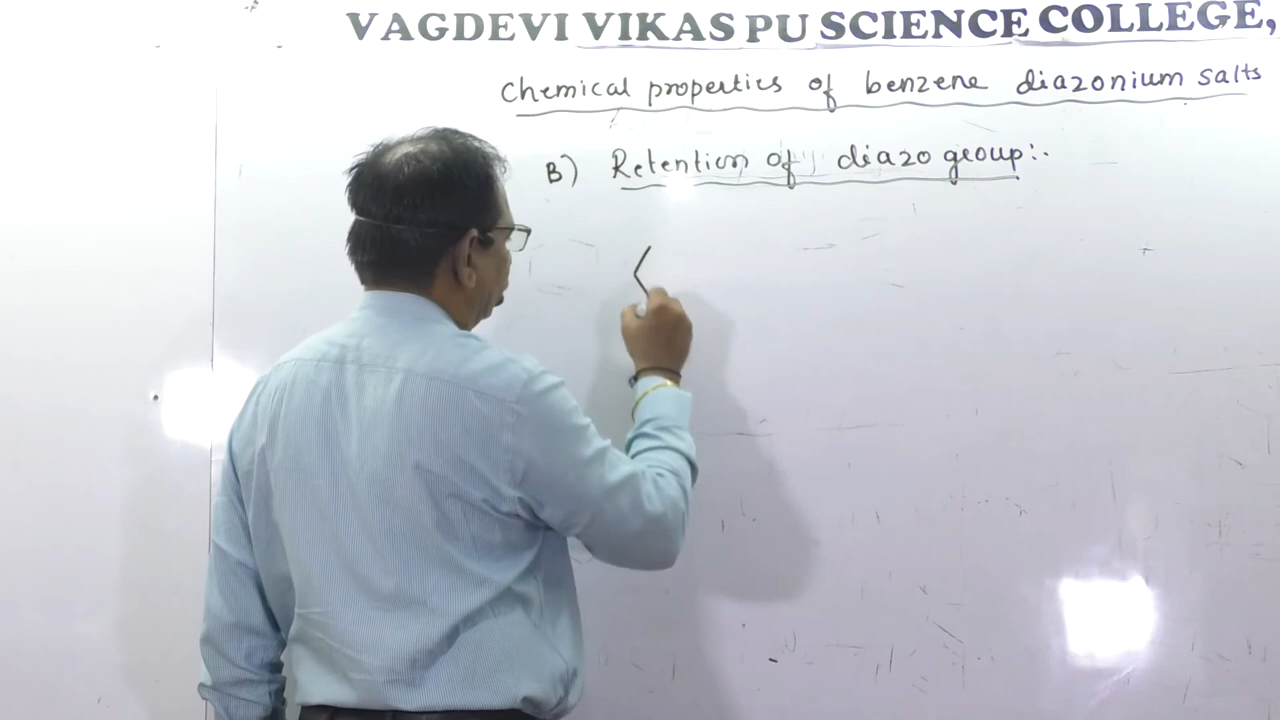 VAGDEVI VIKAS PU SCIENCE COLLEGE,
Chemical properties of benzene diazonium salts
B) Retention of diazo group:.